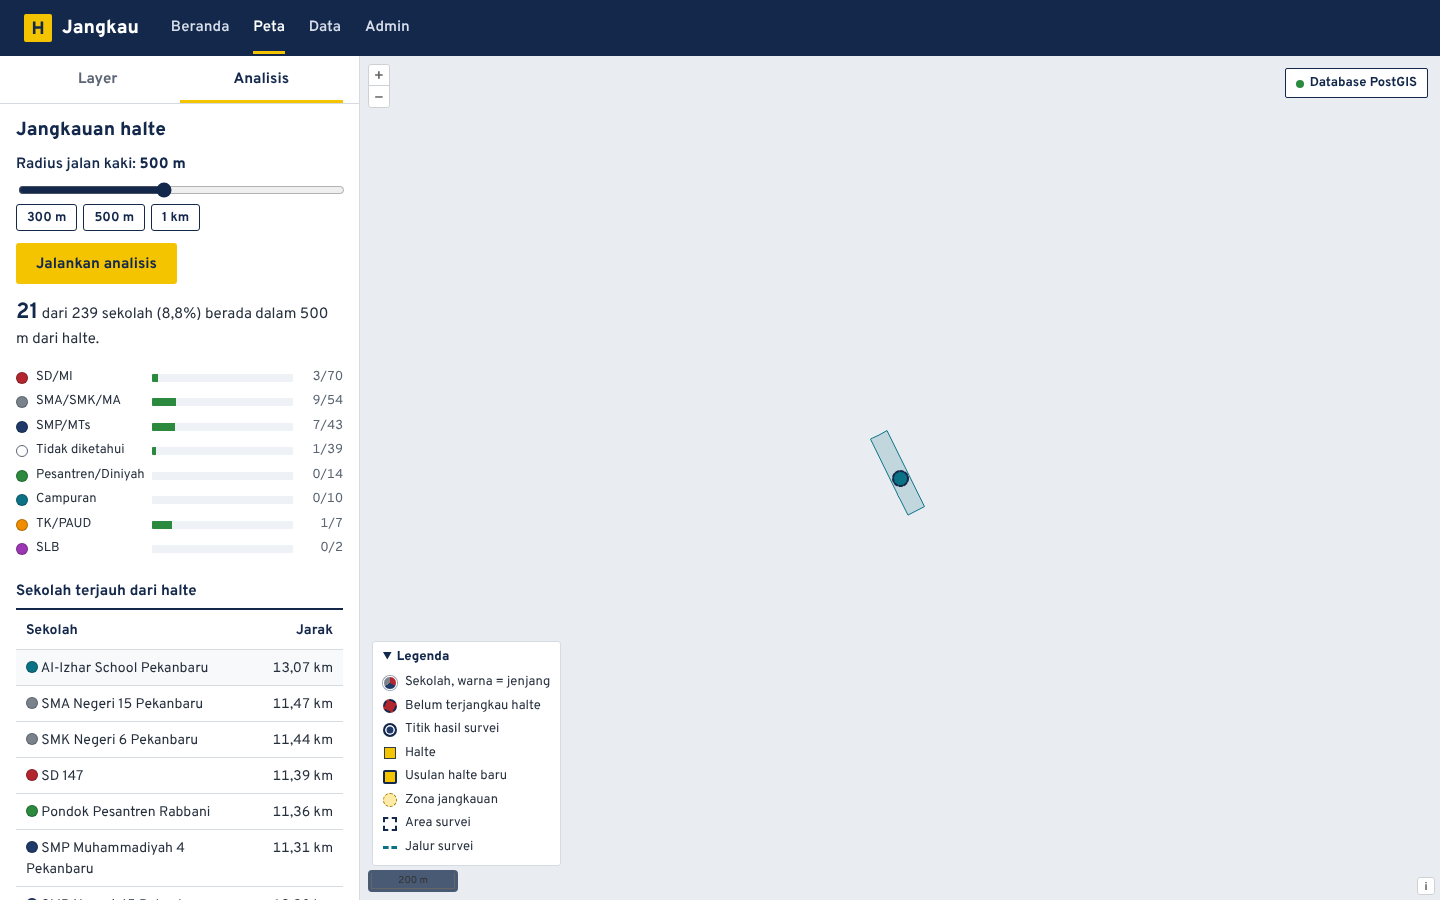 H Jangkau Beranda Peta Data Admin
Layer Analisis
Jangkauan halte
Radius jalan kaki: 500 m
300 m 500 m 1 km
Jalankan analisis
21 dari 239 sekolah (8,8%) berada dalam 500
m dari halte.
SD/MI 3/70
SMA/SMK/MA 9/54
SMP/MTs 7/43
Tidak diketahui 1/39
Pesantren/Diniyah 0/14
Campuran 0/10
TK/PAUD 1/7
SLB 0/2
Sekolah terjauh dari halte
Sekolah Jarak
Al-Izhar School Pekanbaru 13,07 km
SMA Negeri 15 Pekanbaru 11,47 km
SMK Negeri 6 Pekanbaru 11,44 km
SD 147 11,39 km
Pondok Pesantren Rabbani 11,36 km
SMP Muhammadiyah 4 11,31 km
Pekanbaru
+
−
Database PostGIS
▼ Legenda
Sekolah, warna = jenjang
Belum terjangkau halte
Titik hasil survei
Halte
Usulan halte baru
Zona jangkauan
Area survei
Jalur survei
200 m
i